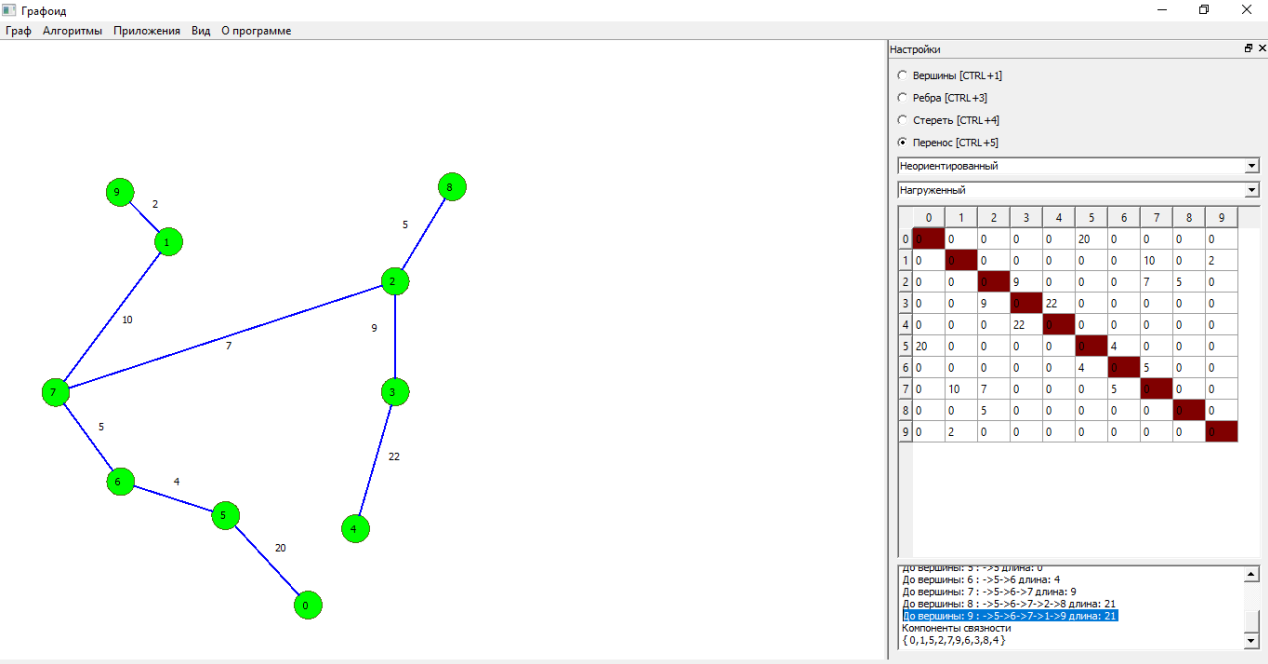 Графоид
Граф Алгоритмы Приложения Вид О программе
Настройки
Вершины [CTRL+1]
Ребра [CTRL+3]
Стереть [CTRL+4]
Перенос [CTRL+5]
Неориентированный
Нагруженный
0 1 2 3 4 5 6 7 8 9
0 0 0 0 0 0 20 0 0 0 0
1 0 0 0 0 0 0 0 10 0 2
2 0 0 0 9 0 0 0 7 5 0
3 0 0 9 0 22 0 0 0 0 0
4 0 0 0 22 0 0 0 0 0 0
5 20 0 0 0 0 0 4 0 0 0
6 0 0 0 0 0 4 0 5 0 0
7 0 10 7 0 0 0 5 0 0 0
8 0 0 5 0 0 0 0 0 0 0
9 0 2 0 0 0 0 0 0 0 0
До вершины: 5 : ->5 длина: 0
До вершины: 6 : ->5->6 длина: 4
До вершины: 7 : ->5->6->7 длина: 9
До вершины: 8 : ->5->6->7->2->8 длина: 21
До вершины: 9 : ->5->6->7->1->9 длина: 21
Компоненты связности
{0,1,5,2,7,9,6,3,8,4}
9
2
1
8
5
2
10
7
9
7
3
5
22
6
4
5
4
20
0